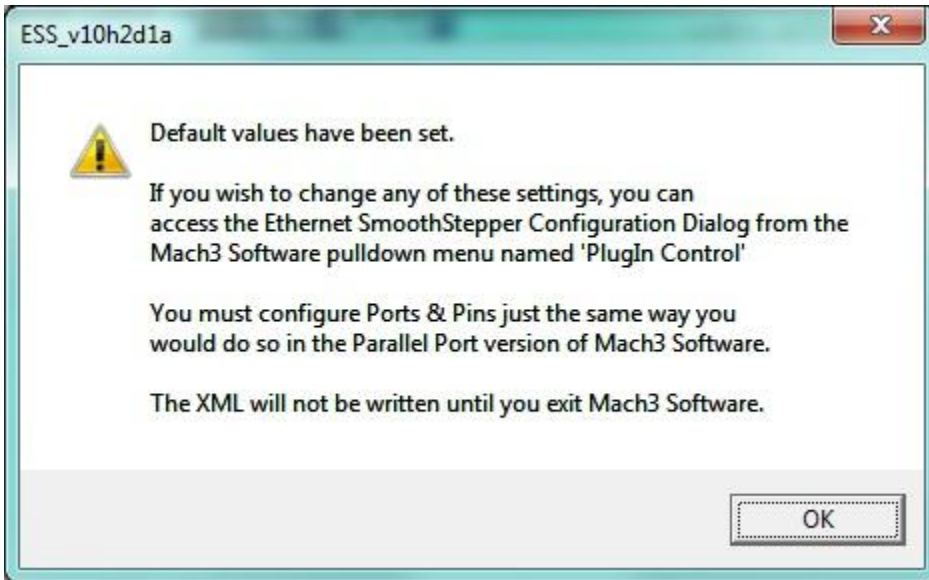 ESS_v10h2d1a
Default values have been set.
If you wish to change any of these settings, you can
access the Ethernet SmoothStepper Configuration Dialog from the
Mach3 Software pulldown menu named 'PlugIn Control'
You must configure Ports & Pins just the same way you
would do so in the Parallel Port version of Mach3 Software.
The XML will not be written until you exit Mach3 Software.
OK